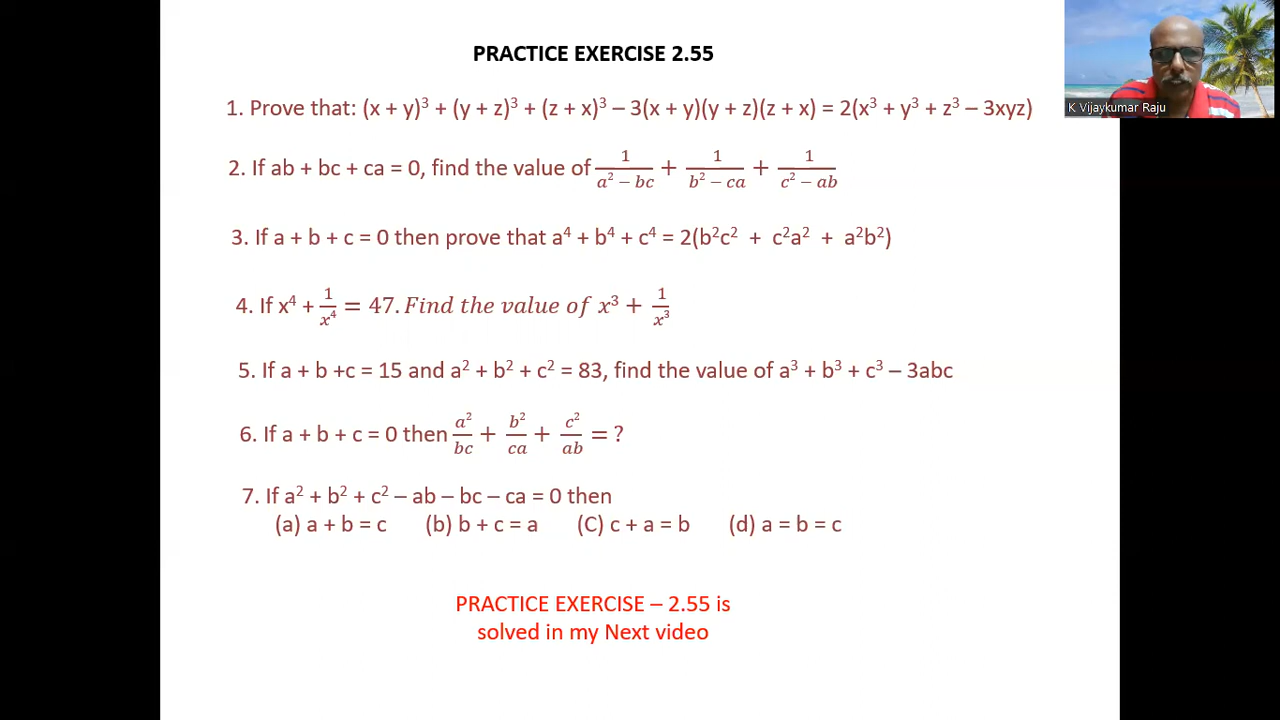 PRACTICE EXERCISE 2.55
K Vijaykumar Raju
1. Prove that: (x + y)³ + (y + z)³ + (z + x)³ – 3(x + y)(y + z)(z + x) = 2(x³ + y³ + z³ – 3xyz)
2. If ab + bc + ca = 0, find the value of 1/(a² – bc) + 1/(b² – ca) + 1/(c² – ab)
3. If a + b + c = 0 then prove that a⁴ + b⁴ + c⁴ = 2(b²c² + c²a² + a²b²)
4. If x⁴ + 1/x⁴ = 47. Find the value of x³ + 1/x³
5. If a + b +c = 15 and a² + b² + c² = 83, find the value of a³ + b³ + c³ – 3abc
6. If a + b + c = 0 then a²/bc + b²/ca + c²/ab = ?
7. If a² + b² + c² – ab – bc – ca = 0 then
(a) a + b = c (b) b + c = a (C) c + a = b (d) a = b = c
PRACTICE EXERCISE – 2.55 is
solved in my Next video